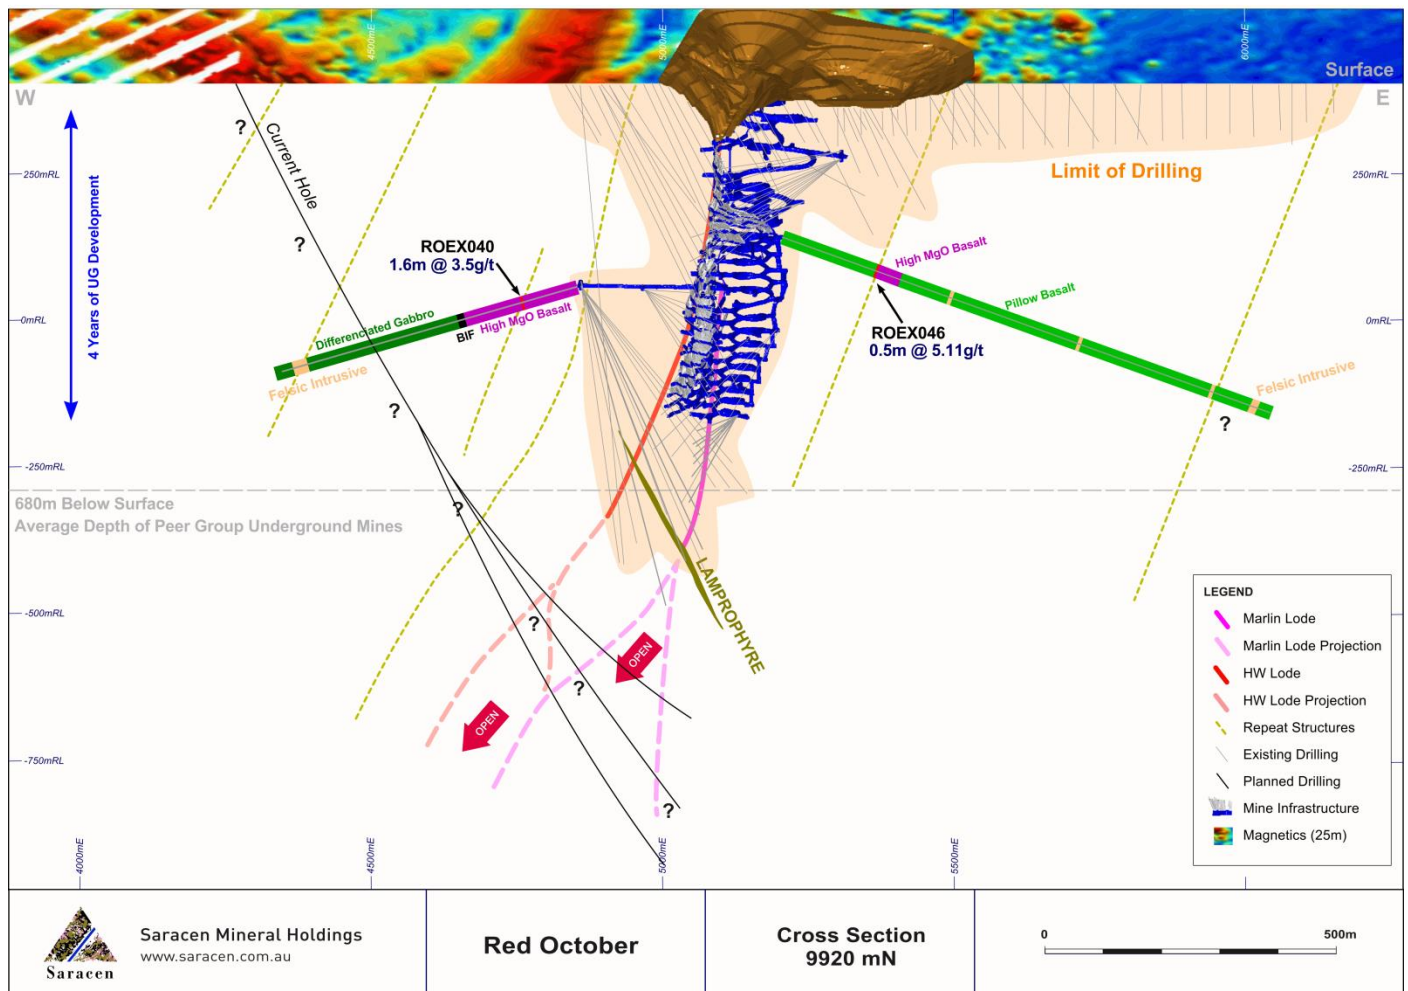 4500mE
5000mE
6000mE
Surface
W
E
?
Current Hole
4 Years of UG Development
250mRL
250mRL
Limit of Drilling
?
ROEX040
1.6m @ 3.5g/t
High MgO Basalt
Pillow Basalt
ROEX046
0.5m @ 5.11g/t
0mRL
0mRL
Differenciated Gabbro
BIF
High MgO Basalt
Felsic Intrusive
Felsic Intrusive
?
?
-250mRL
-250mRL
680m Below Surface
Average Depth of Peer Group Underground Mines
?
LAMPROPHYRE
-500mRL
?
OPEN
?
OPEN
-750mRL
?
LEGEND
Marlin Lode
Marlin Lode Projection
HW Lode
HW Lode Projection
Repeat Structures
Existing Drilling
Planned Drilling
Mine Infrastructure
Magnetics (25m)
4000mE
4500mE
5000mE
5500mE
Saracen
Saracen Mineral Holdings
www.saracen.com.au
Red October
Cross Section
9920 mN
0
500m